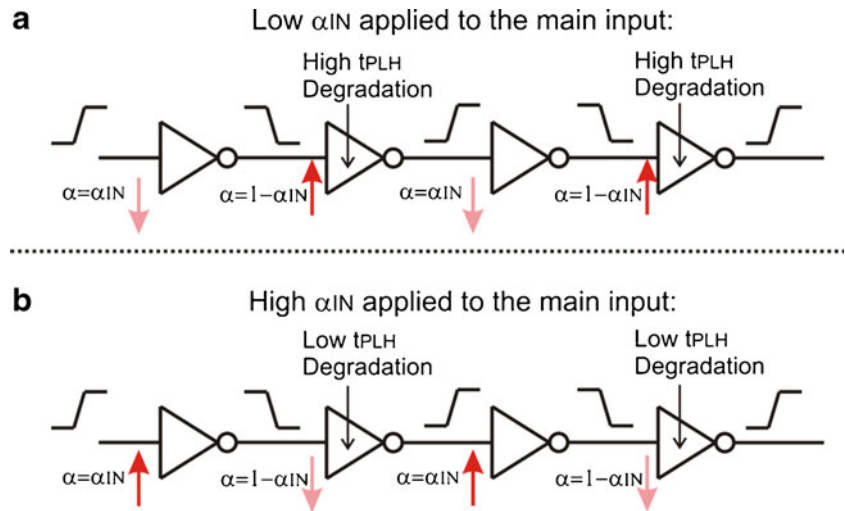 a
Low αIN applied to the main input:
High tPLH
Degradation
High tPLH
Degradation
α=αIN
α=1−αIN
α=αIN
α=1−αIN
b
High αIN applied to the main input:
Low tPLH
Degradation
Low tPLH
Degradation
α=αIN
α=1−αIN
α=αIN
α=1−αIN